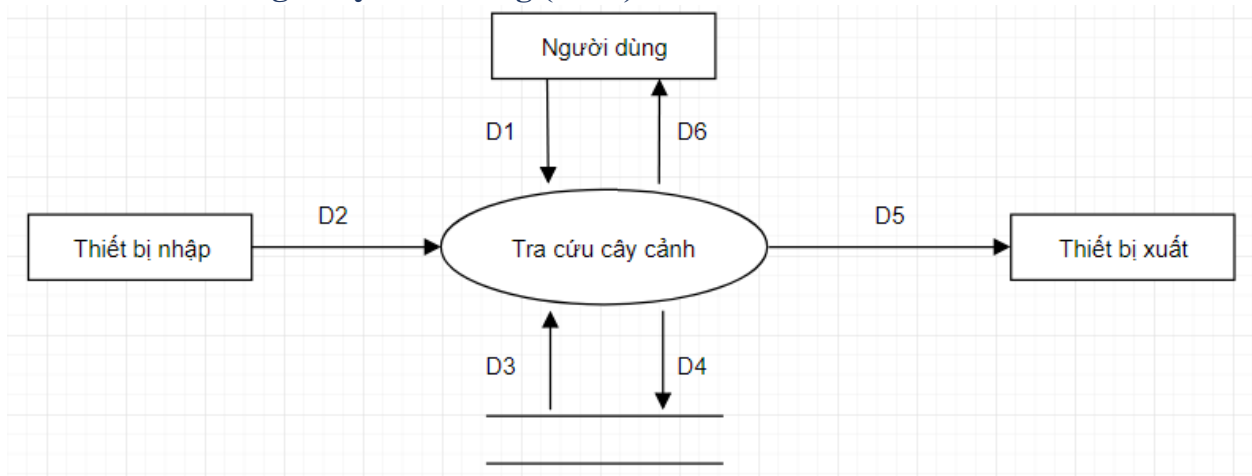 Người dùng
D1
D6
D2
D5
Thiết bị nhập
Tra cứu cây cảnh
Thiết bị xuất
D3
D4